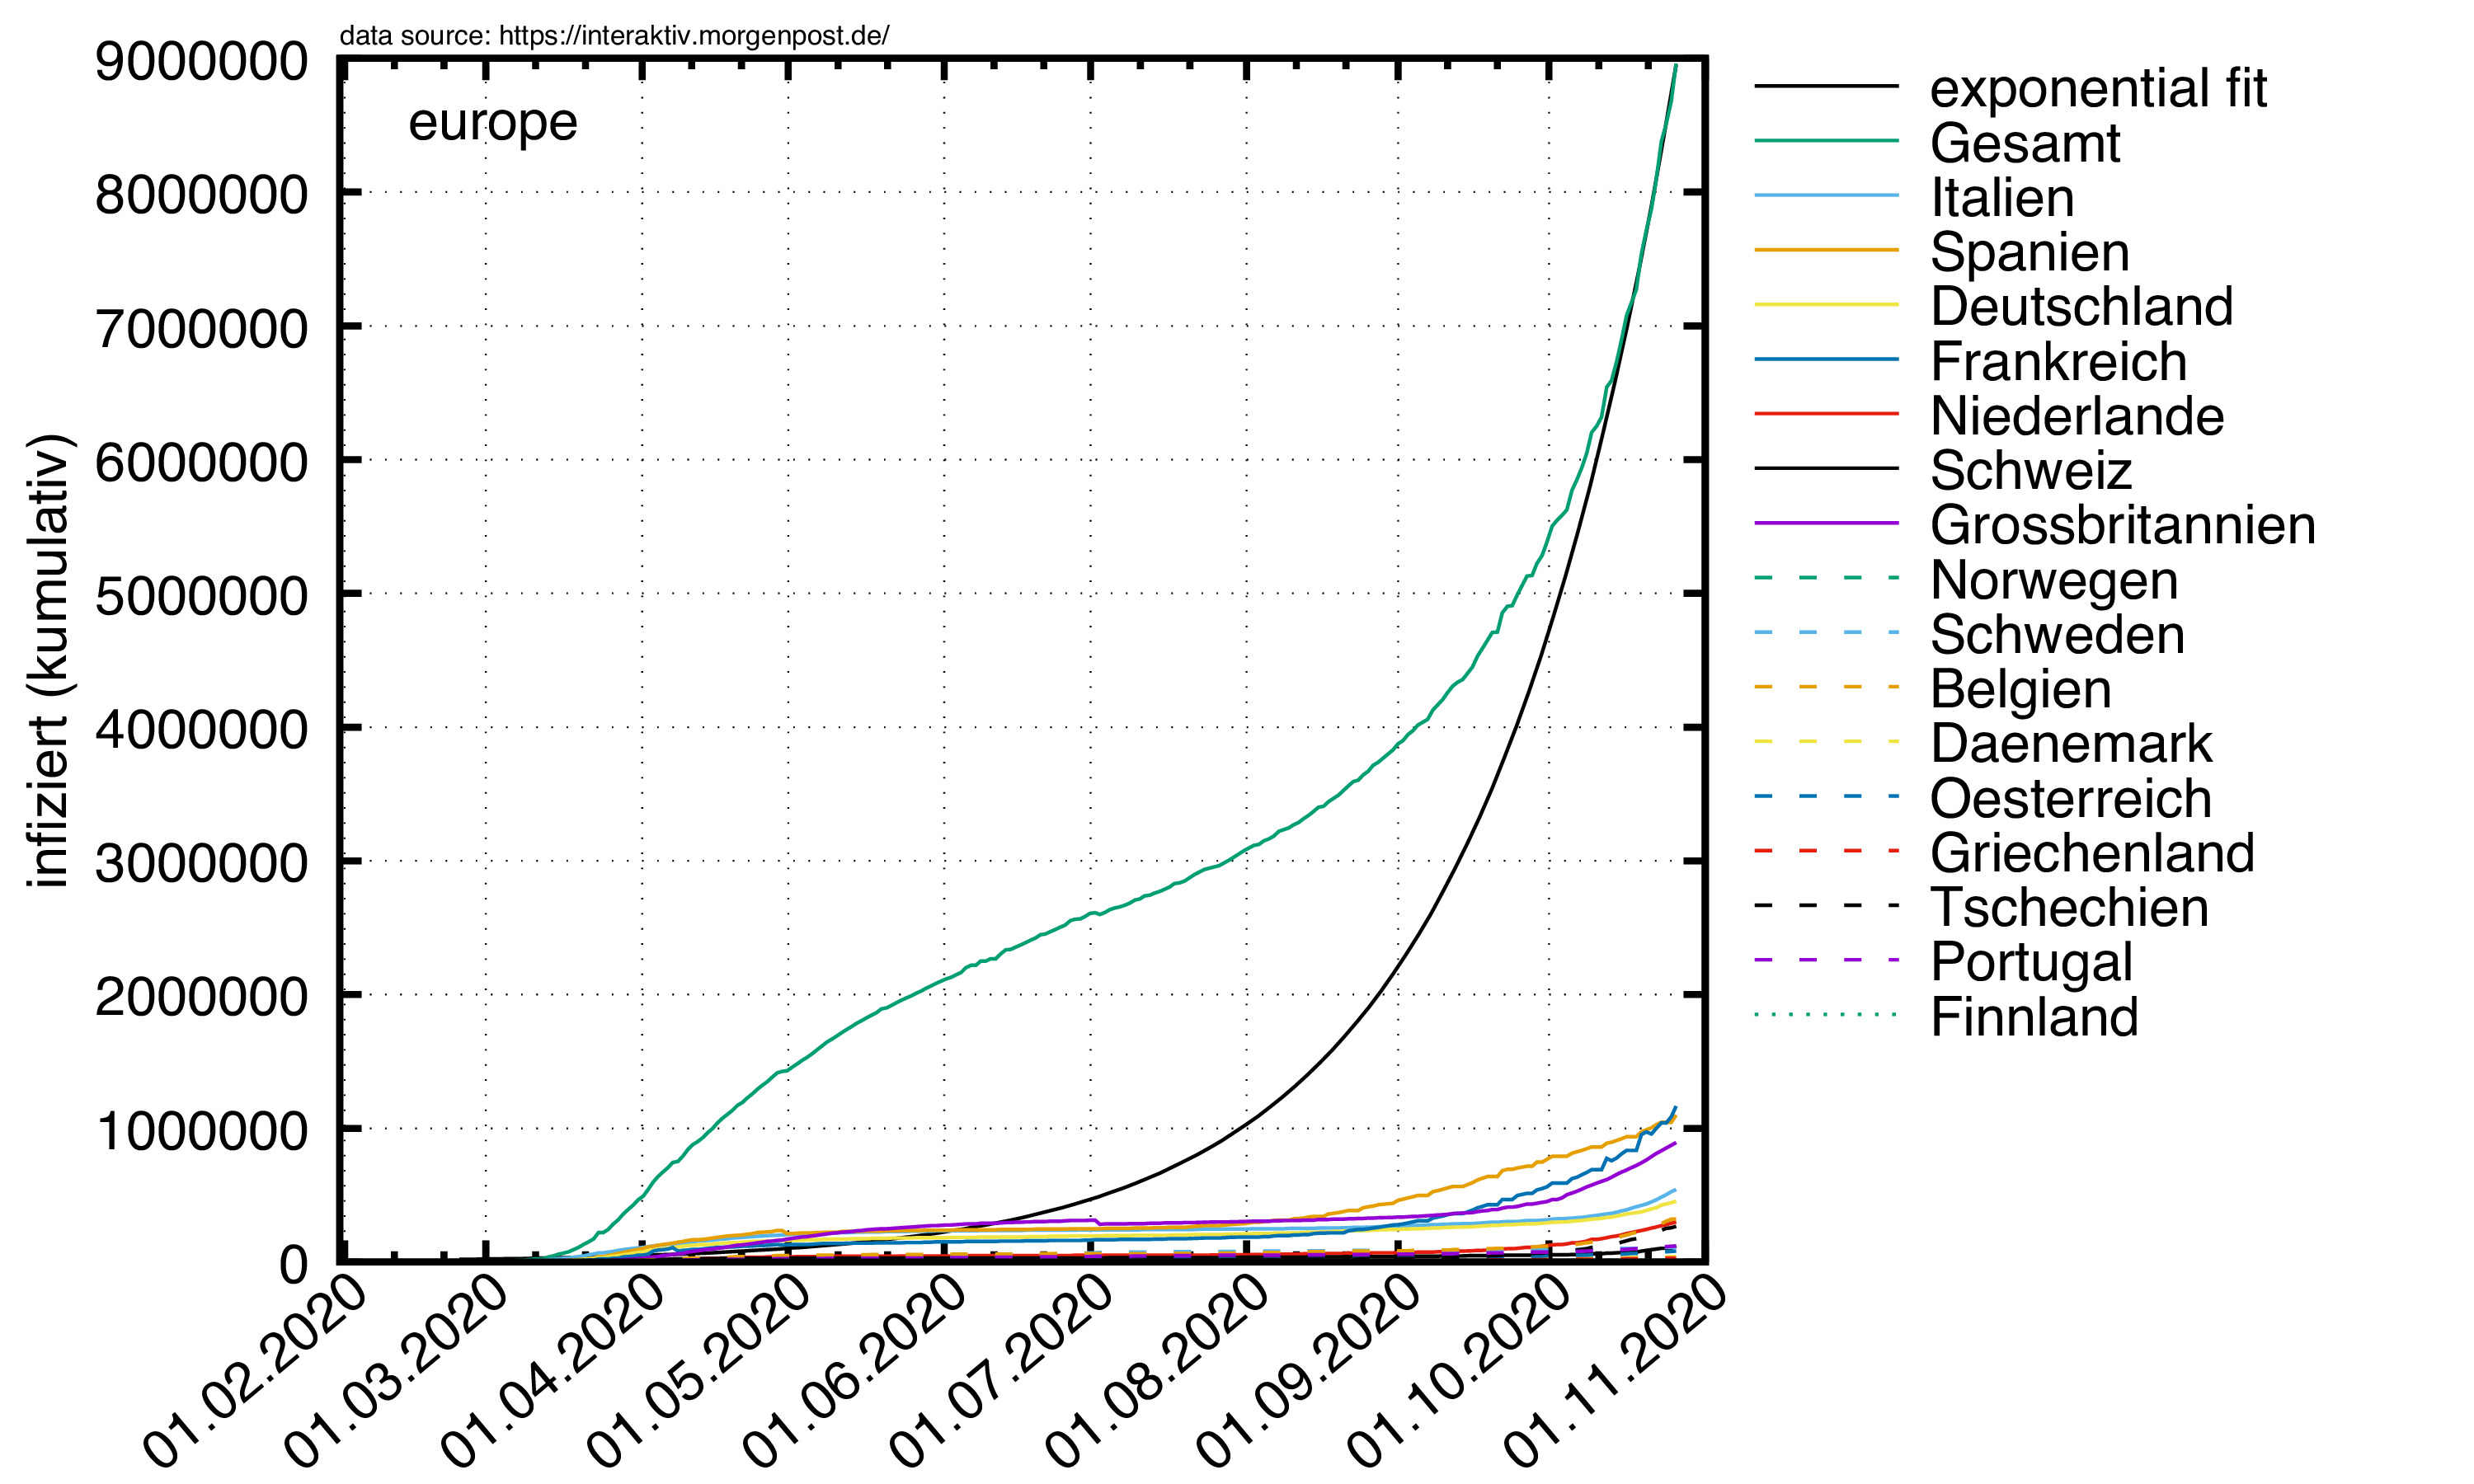 data source: https://interaktiv.morgenpost.de/
europe
infiziert (kumulativ)
9000000
8000000
7000000
6000000
5000000
4000000
3000000
2000000
1000000
0
01.02.2020
01.03.2020
01.04.2020
01.05.2020
01.06.2020
01.07.2020
01.08.2020
01.09.2020
01.10.2020
01.11.2020
exponential fit
Gesamt
Italien
Spanien
Deutschland
Frankreich
Niederlande
Schweiz
Grossbritannien
Norwegen
Schweden
Belgien
Daenemark
Oesterreich
Griechenland
Tschechien
Portugal
Finnland